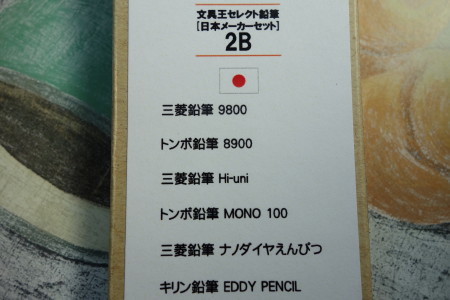 文具王セレクト鉛筆
[日本メーカーセット]
2B
三菱鉛筆 9800
トンボ鉛筆 8900
三菱鉛筆 Hi-uni
トンボ鉛筆 MONO 100
三菱鉛筆 ナノダイヤえんぴつ
キリン鉛筆 EDDY PENCIL